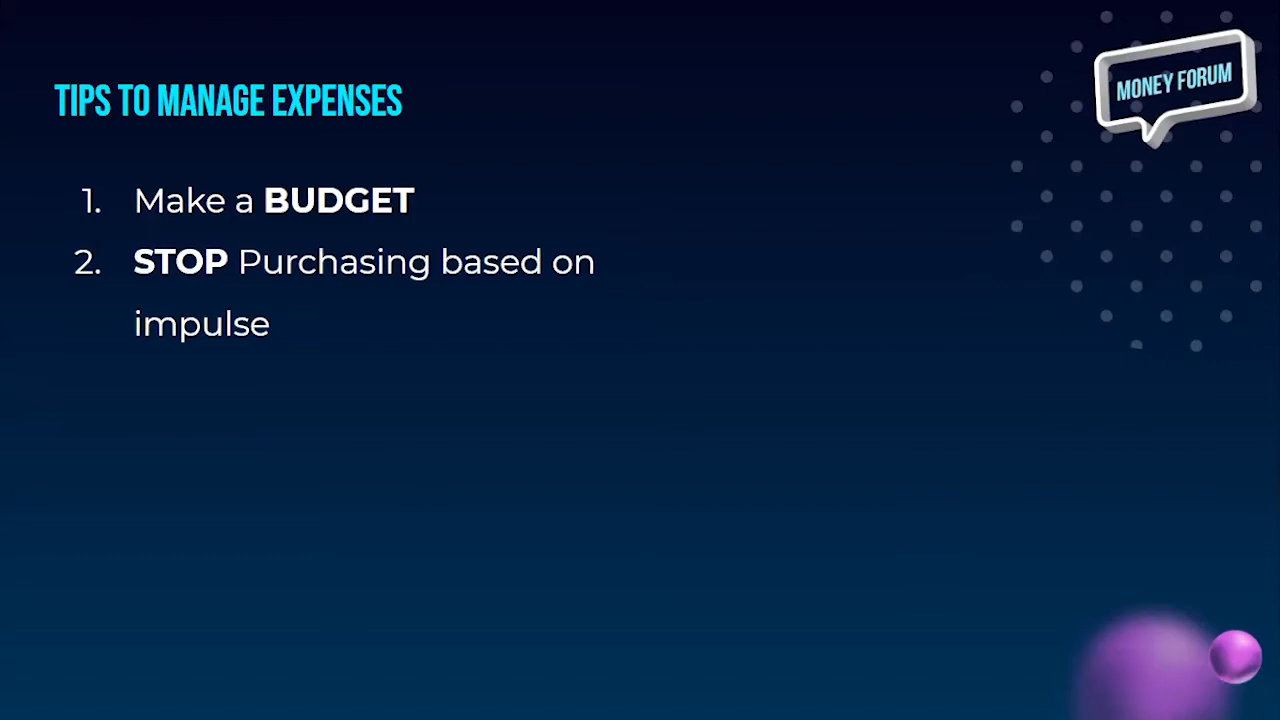 MONEY FORUM
TIPS TO MANAGE EXPENSES
1. Make a BUDGET
2. STOP Purchasing based on
impulse